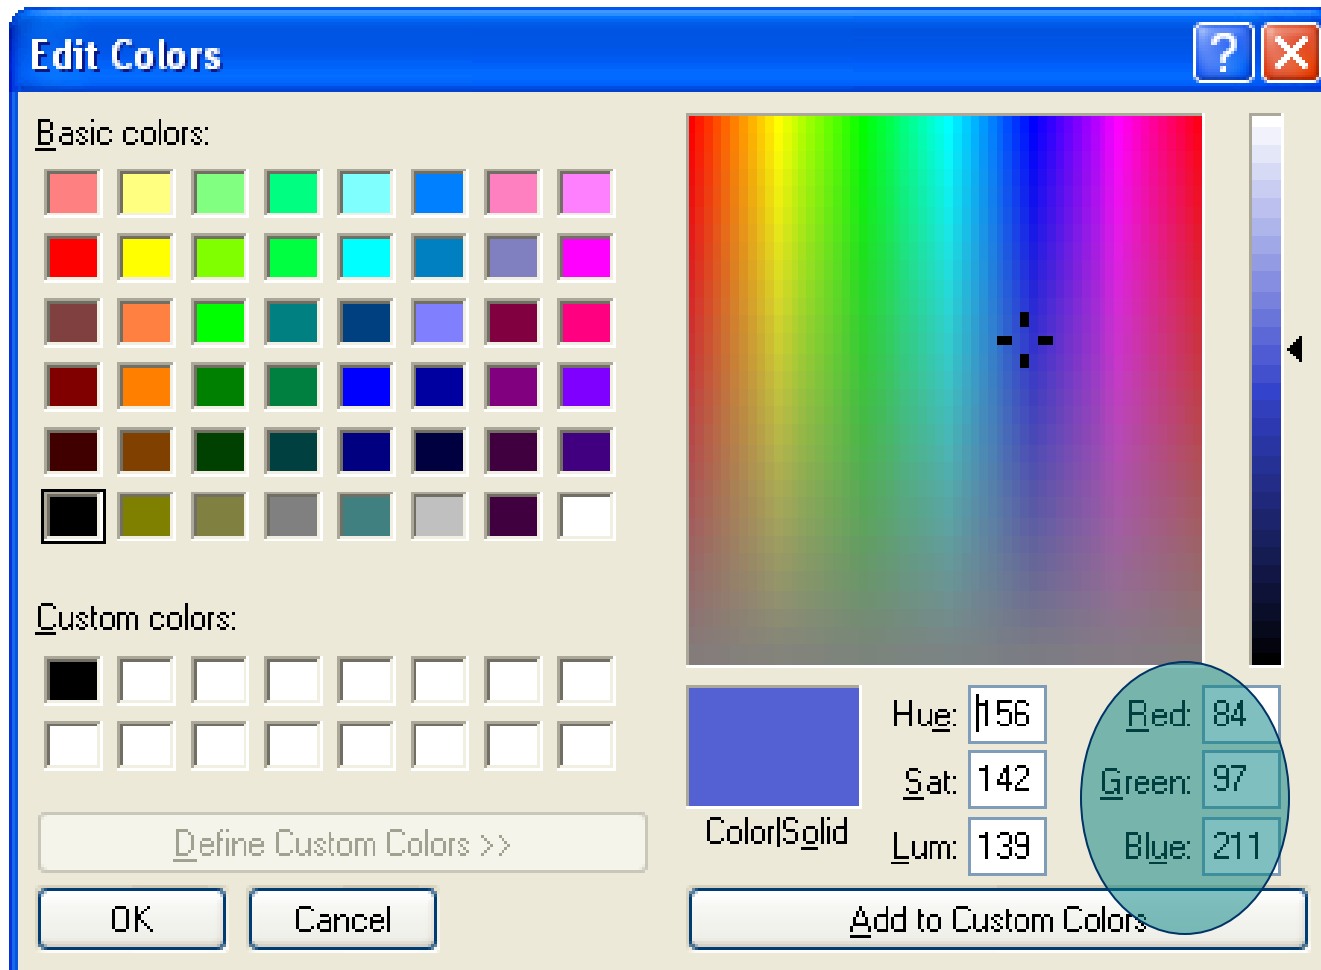 Edit Colors
?
Basic colors:
Custom colors:
Define Custom Colors >>
OK
Cancel
Color|Solid
Hue: 156
Sat: 142
Lum: 139
Red: 84
Green: 97
Blue: 211
Add to Custom Colors